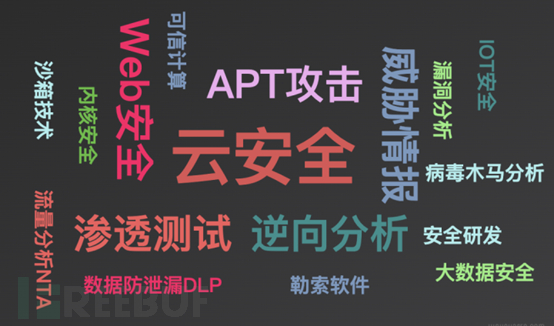 可信计算
Web安全
沙箱技术
内核安全
APT攻击
威胁情报
漏洞分析
IOT安全
云安全
病毒木马分析
流量分析NTA
渗透测试
逆向分析
安全研发
大数据安全
数据防泄漏DLP
勒索软件
FREEBUF